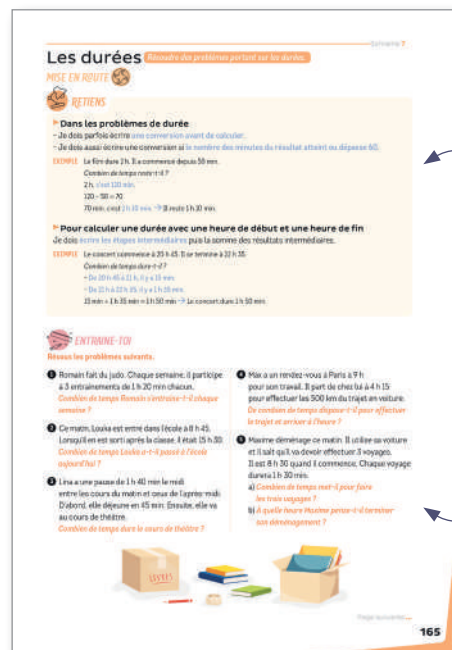 Semaine 7
Les durées Résoudre des problèmes portant sur les durées.
MISE EN ROUTE
RETIENS
Dans les problèmes de durée
- Je dois parfois écrire une conversion avant de calculer.
- Je dois aussi écrire une conversion si le nombre des minutes du résultat atteint ou dépasse 60.
EXEMPLE Le film dure 2 h. Il a commencé depuis 50 min.
Combien de temps reste-t-il ?
2 h, c'est 120 min.
120 - 50 = 70
70 min, c'est 1 h 10 min. → Il reste 1 h 10 min.
Pour calculer une durée avec une heure de début et une heure de fin
Je dois écrire les étapes intermédiaires puis la somme des résultats intermédiaires.
EXEMPLE Le concert commence à 20 h 45. Il se termine à 22 h 35.
Combien de temps dure-t-il ?
- De 20 h 45 à 21 h, il y a 15 min.
- De 21 h à 22 h 35, il y a 1 h 35 min.
15 min + 1 h 35 min = 1 h 50 min → Le concert dure 1 h 50 min.
ENTRAINE-TOI
Résous les problèmes suivants.
1 Romain fait du judo. Chaque semaine, il participe
à 3 entrainements de 1 h 20 min chacun.
Combien de temps Romain s'entraine-t-il chaque
semaine ?
2 Ce matin, Louka est entré dans l'école à 8 h 45.
Lorsqu'il en est sorti après la classe, il était 15 h 30.
Combien de temps Louka a-t-il passé à l'école
aujourd'hui ?
3 Lina a une pause de 1 h 40 min le midi
entre les cours du matin et ceux de l'après-midi.
D'abord, elle déjeune en 45 min. Ensuite, elle va
au cours de théâtre.
Combien de temps dure le cours de théâtre ?
4 Max a un rendez-vous à Paris à 9 h
pour son travail. Il part de chez lui à 4 h 15
pour effectuer les 500 km du trajet en voiture.
De combien de temps dispose-t-il pour effectuer
le trajet et arriver à l'heure ?
5 Maxime déménage ce matin. Il utilise sa voiture
et il sait qu'il va devoir effectuer 3 voyages.
Il est 8 h 30 quand il commence. Chaque voyage
durera 1 h 30 min.
a) Combien de temps met-il pour faire
les trois voyages ?
b) À quelle heure Maxime pense-t-il terminer
son déménagement ?
LIVRES
Page suivante
165